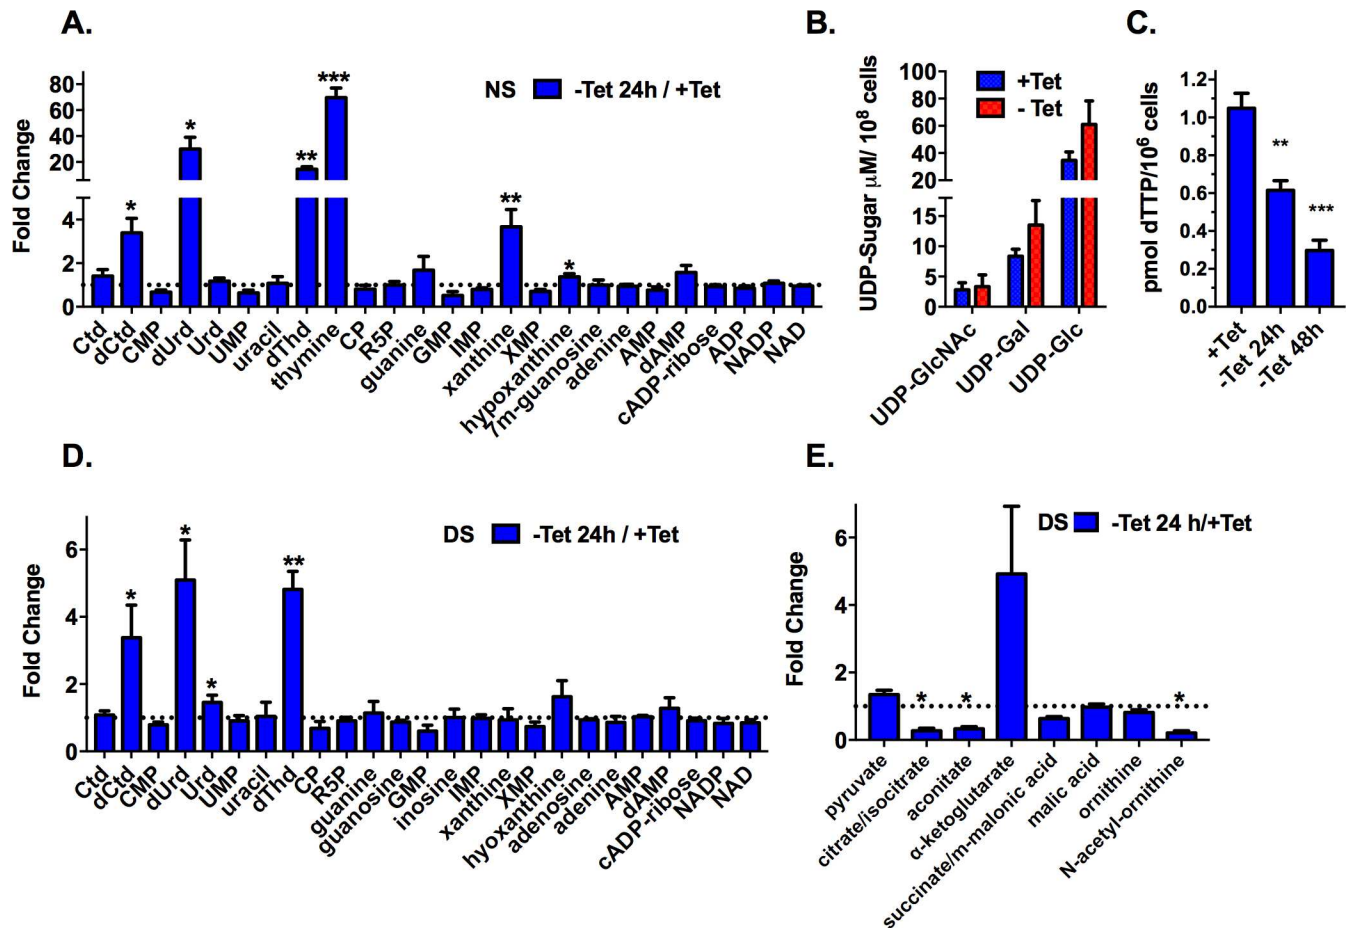 A.
NS -Tet 24h / +Tet
Fold Change
80
60
40
20
4
2
0
* * ** *** ** *
Ctd
dCtd
CMP
dUrd
Urd
UMP
uracil
dThd
thymine
CP
R5P
guanine
GMP
IMP
xanthine
XMP
hypoxanthine
7m-guanosine
adenine
AMP
dAMP
cADP-ribose
ADP
NADP
NAD
B.
UDP-Sugar μM/ 10⁸ cells
+Tet
- Tet
100
80
60
40
20
15
10
5
0
UDP-GlcNAc
UDP-Gal
UDP-Glc
C.
pmol dTTP/10⁶ cells
1.2
1.0
0.8
0.6
0.4
0.2
0.0
**
***
+Tet
-Tet 24h
-Tet 48h
D.
DS -Tet 24h / +Tet
Fold Change
6
4
2
0
* * * **
Ctd
dCtd
CMP
dUrd
Urd
UMP
uracil
dThd
CP
R5P
guanine
guanosine
GMP
inosine
IMP
xanthine
XMP
hyoxanthine
adenosine
adenine
AMP
dAMP
cADP-ribose
NADP
NAD
E.
DS -Tet 24 h/+Tet
Fold Change
6
4
2
0
* * *
pyruvate
citrate/isocitrate
aconitate
α-ketoglutarate
succinate/m-malonic acid
malic acid
ornithine
N-acetyl-ornithine